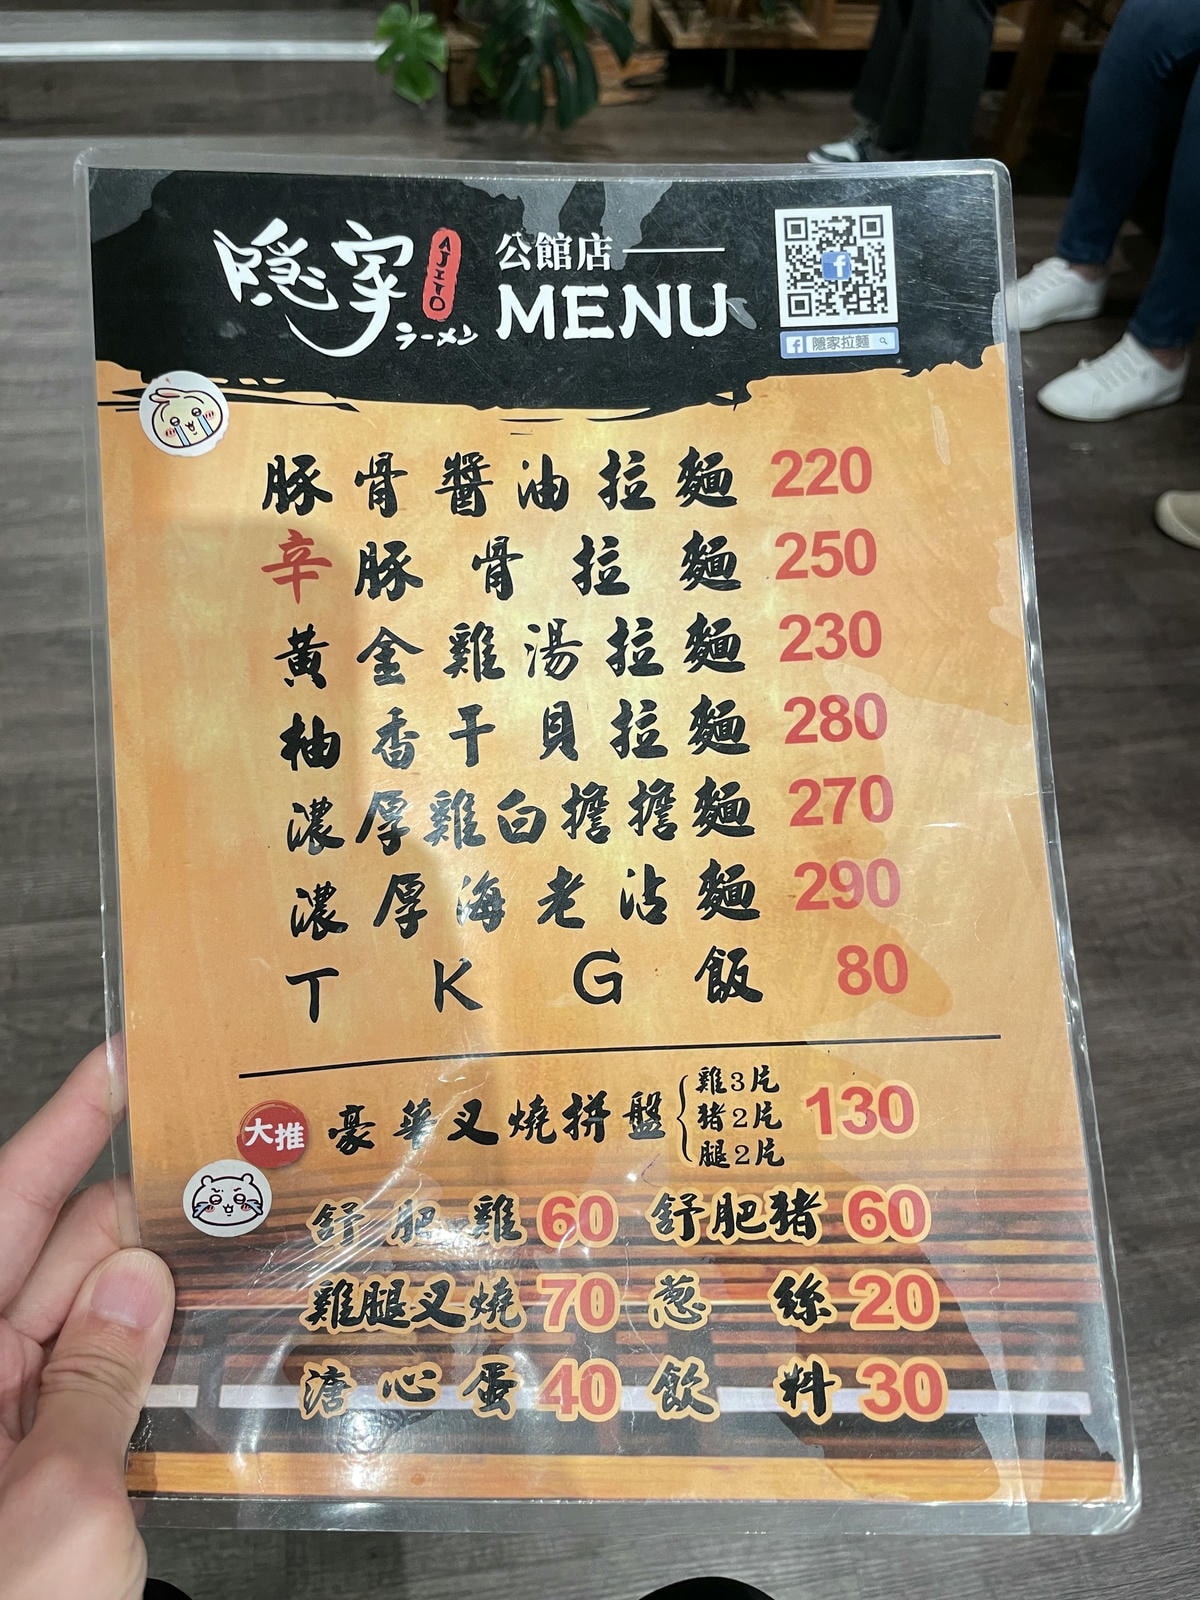 隱家
AJITO
ラーメン
公館店
MENU
隱家拉麵
豚骨醬油拉麵 220
辛豚骨拉麵 250
黃金雞湯拉麵 230
柚香干貝拉麵 280
濃厚雞白擔擔麵 270
濃厚海老沾麵 290
TKG飯 80
大推 豪華叉燒拼盤 雞3片 豬2片 腿2片 130
舒肥雞 60 舒肥豬 60
雞腿叉燒 70 蔥絲 20
溏心蛋 40 飲料 30